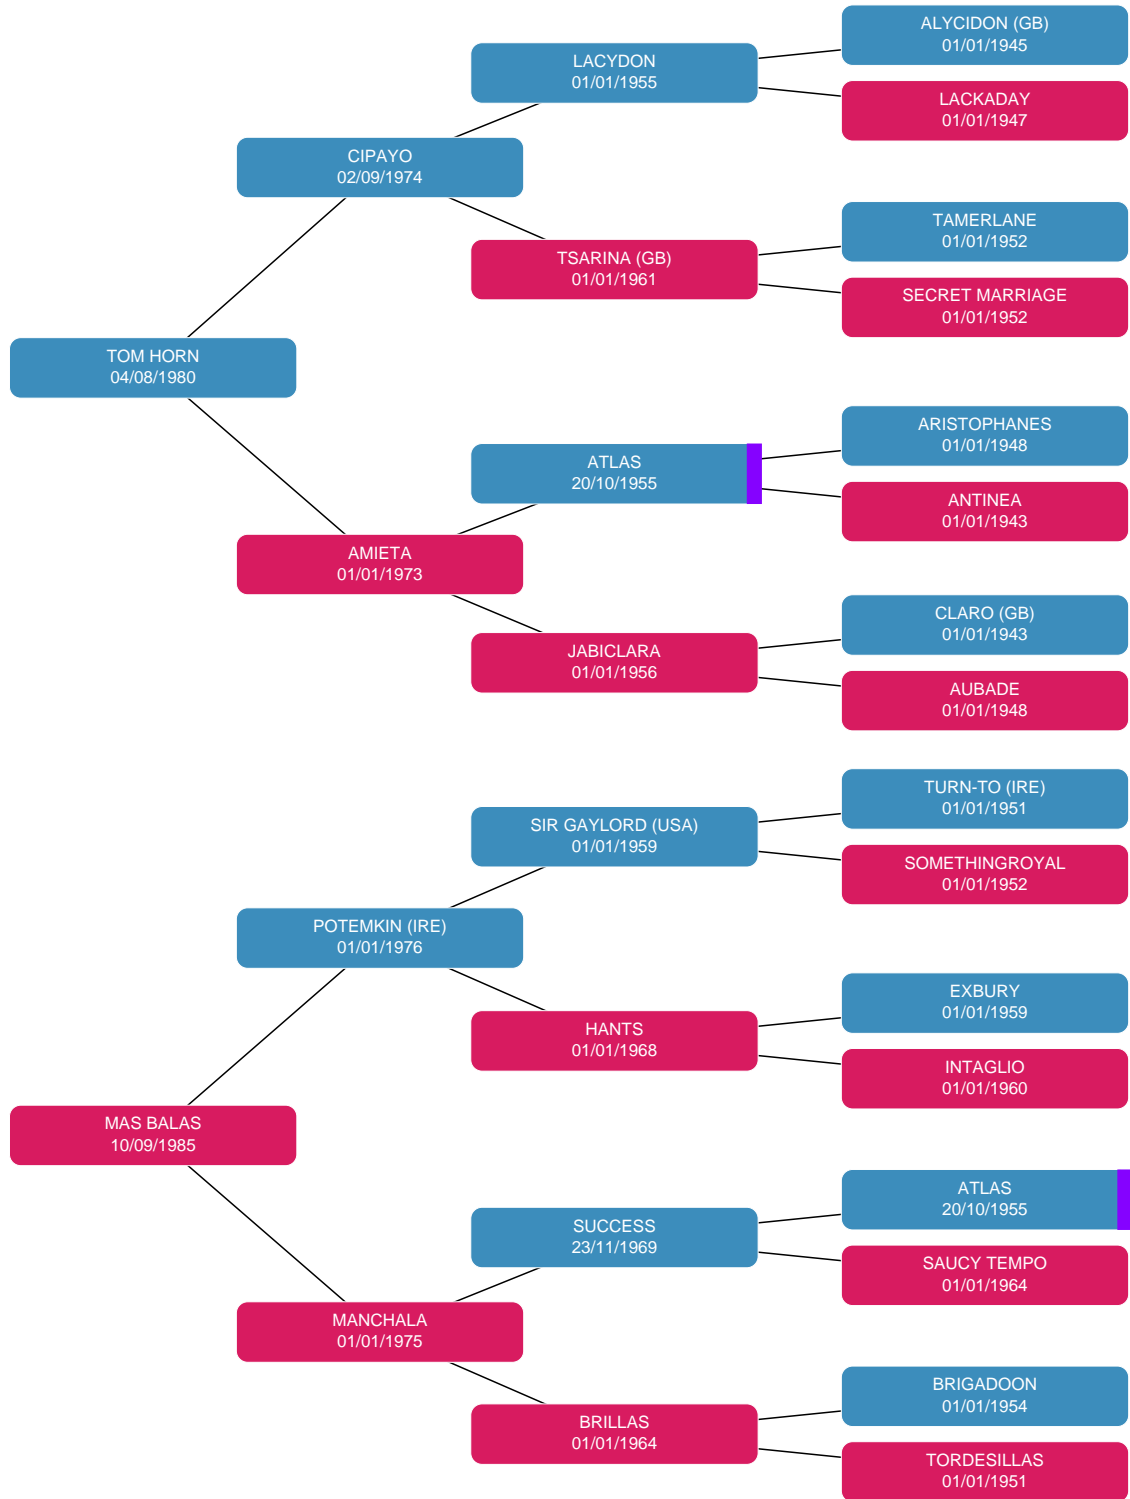 ALYCIDON (GB)
01/01/1945
LACYDON
01/01/1955
LACKADAY
01/01/1947
CIPAYO
02/09/1974
TAMERLANE
01/01/1952
TSARINA (GB)
01/01/1961
SECRET MARRIAGE
01/01/1952
TOM HORN
04/08/1980
ARISTOPHANES
01/01/1948
ATLAS
20/10/1955
ANTINEA
01/01/1943
AMIETA
01/01/1973
CLARO (GB)
01/01/1943
JABICLARA
01/01/1956
AUBADE
01/01/1948
TURN-TO (IRE)
01/01/1951
SIR GAYLORD (USA)
01/01/1959
SOMETHINGROYAL
01/01/1952
POTEMKIN (IRE)
01/01/1976
EXBURY
01/01/1959
HANTS
01/01/1968
INTAGLIO
01/01/1960
MAS BALAS
10/09/1985
ATLAS
20/10/1955
SUCCESS
23/11/1969
SAUCY TEMPO
01/01/1964
MANCHALA
01/01/1975
BRIGADOON
01/01/1954
BRILLAS
01/01/1964
TORDESILLAS
01/01/1951